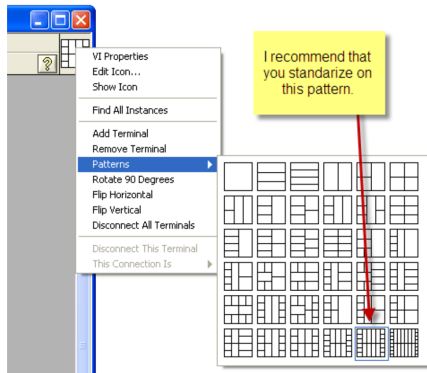 I recommend that
you standarize on
this pattern.
?
VI Properties
Edit Icon...
Show Icon
Find All Instances
Add Terminal
Remove Terminal
Patterns
Rotate 90 Degrees
Flip Horizontal
Flip Vertical
Disconnect All Terminals
Disconnect This Terminal
This Connection Is